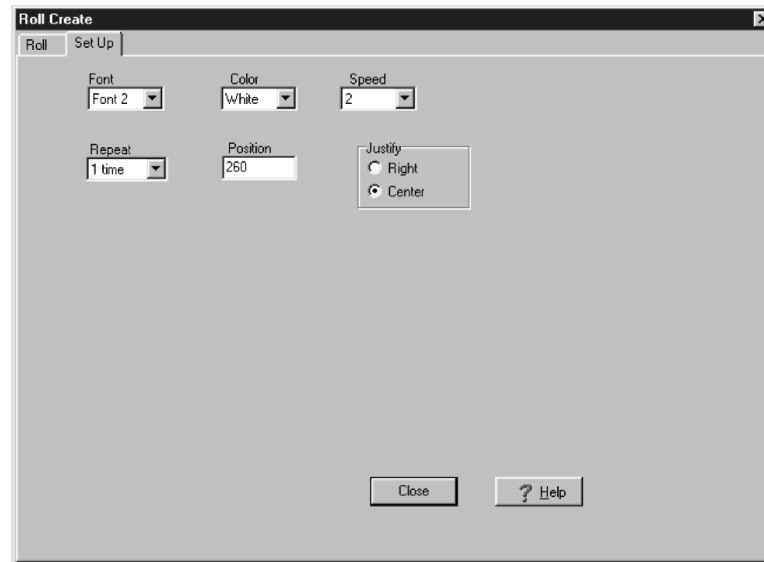 Roll Create
Roll Set Up
Font Color Speed
Font 2 White 2
Repeat Position Justify
1 time 260 Right
Center
Close ? Help